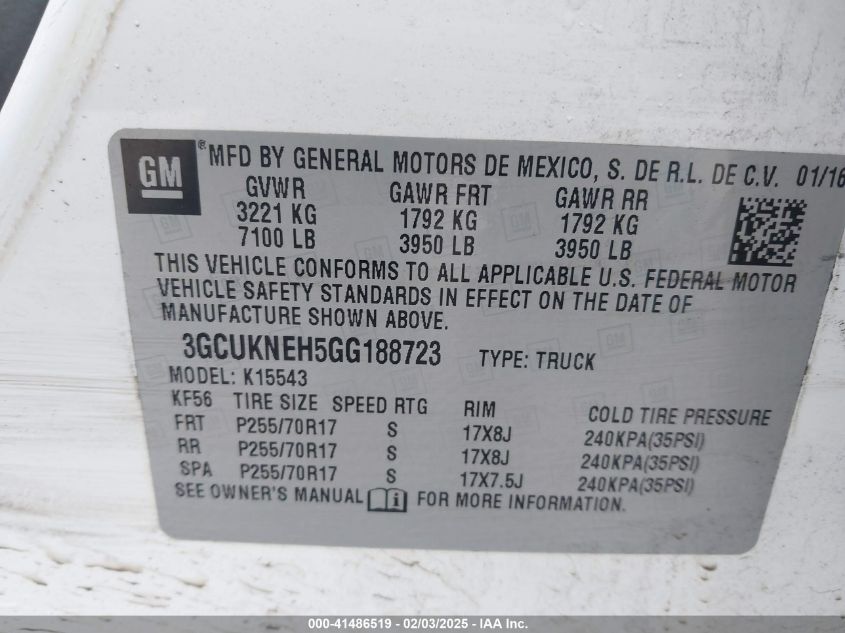 GM ® MFD BY GENERAL MOTORS DE MEXICO, S. DE R.L. DE C.V. 01/16
GVWR GAWR FRT GAWR RR
3221 KG 1792 KG 1792 KG
7100 LB 3950 LB 3950 LB
THIS VEHICLE CONFORMS TO ALL APPLICABLE U.S. FEDERAL MOTOR
VEHICLE SAFETY STANDARDS IN EFFECT ON THE DATE OF
MANUFACTURE SHOWN ABOVE.
3GCUKNEH5GG188723 TYPE: TRUCK
MODEL: K15543
KF56 TIRE SIZE SPEED RTG RIM COLD TIRE PRESSURE
FRT P255/70R17 S 17X8J 240KPA(35PSI)
RR P255/70R17 S 17X8J 240KPA(35PSI)
SPA P255/70R17 S 17X7.5J 240KPA(35PSI)
SEE OWNER'S MANUAL i FOR MORE INFORMATION.
000-41486519 - 02/03/2025 - IAA Inc.